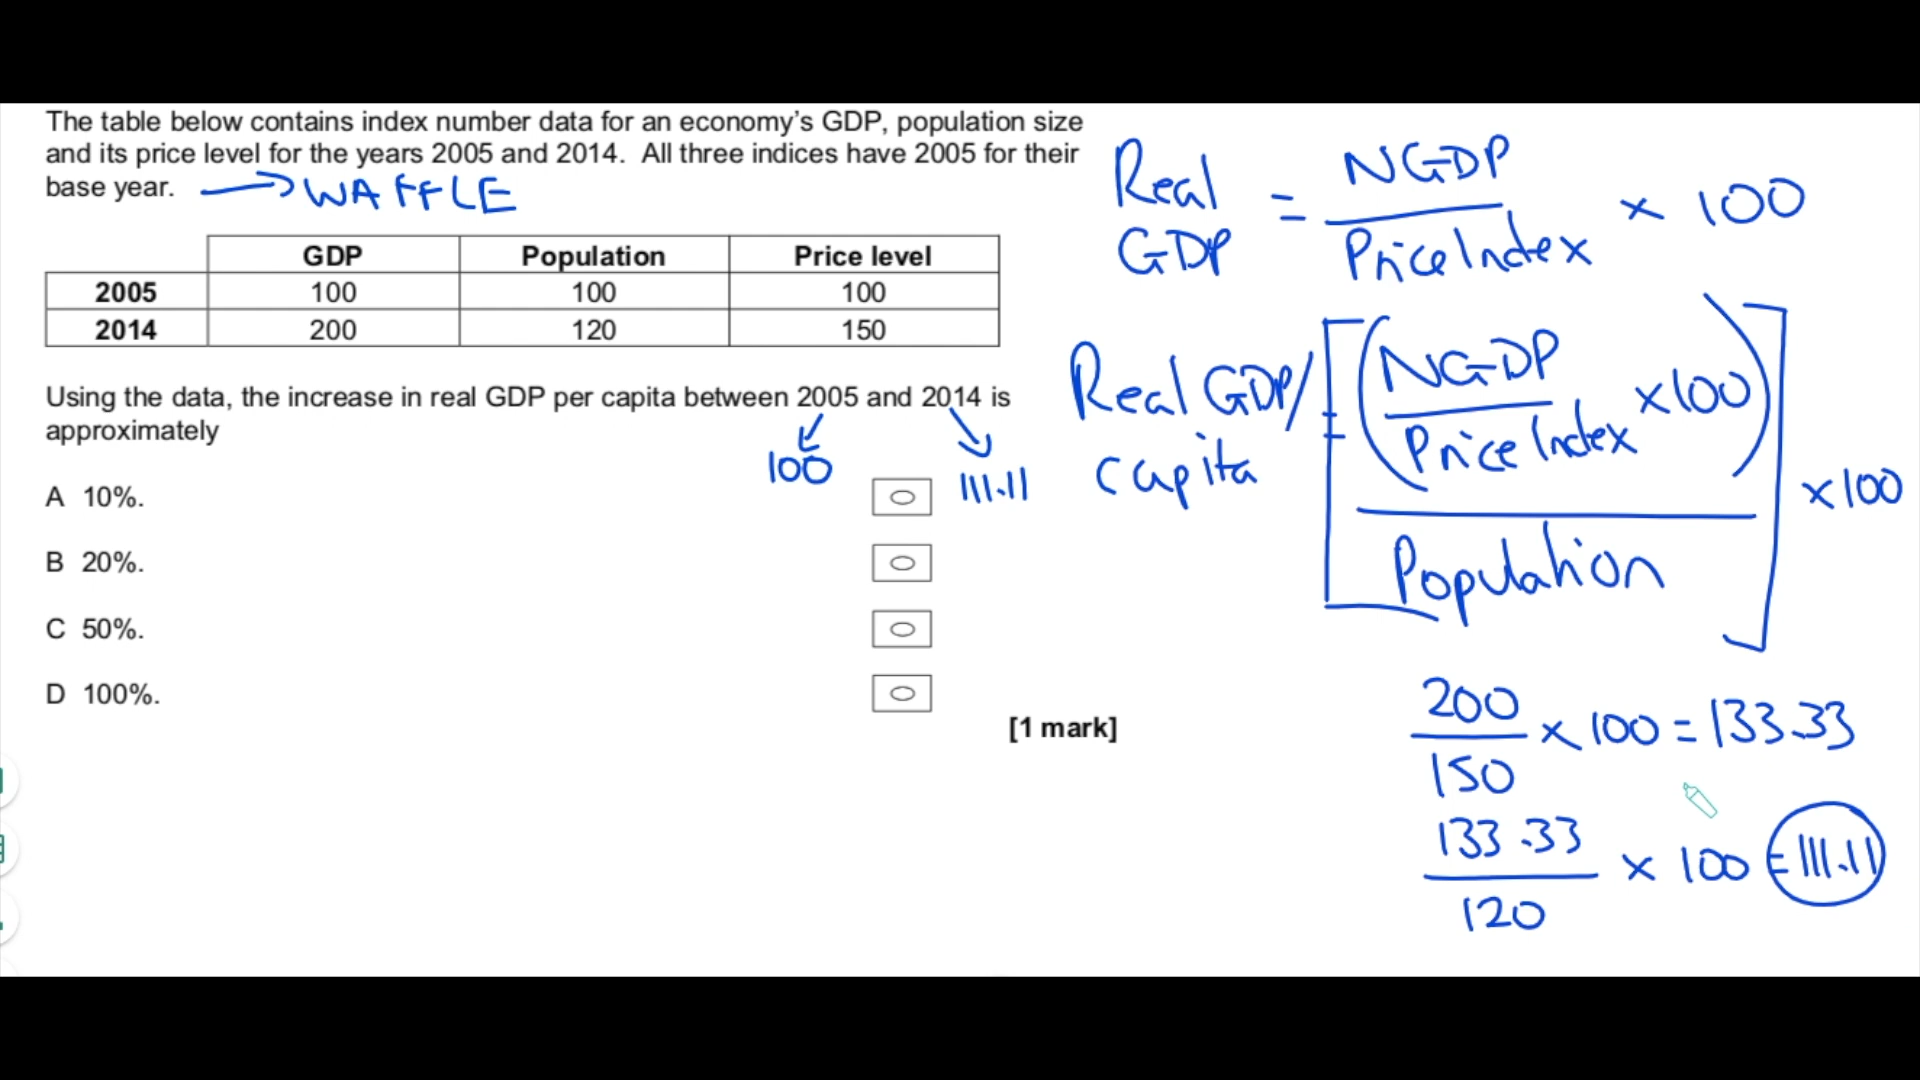 The table below contains index number data for an economy's GDP, population size
and its price level for the years 2005 and 2014. All three indices have 2005 for their
base year. → WAFFLE
GDP Population Price level
2005 100 100 100
2014 200 120 150
Using the data, the increase in real GDP per capita between 2005 and 2014 is
approximately
100
111.11
A 10%.
B 20%.
C 50%.
D 100%.
[1 mark]
Real GDP = NGDP / Price Index × 100
Real GDP/ capita = [(NGDP / Price Index × 100) / Population] × 100
200 / 150 × 100 = 133.33
133.33 / 120 × 100 = 111.11